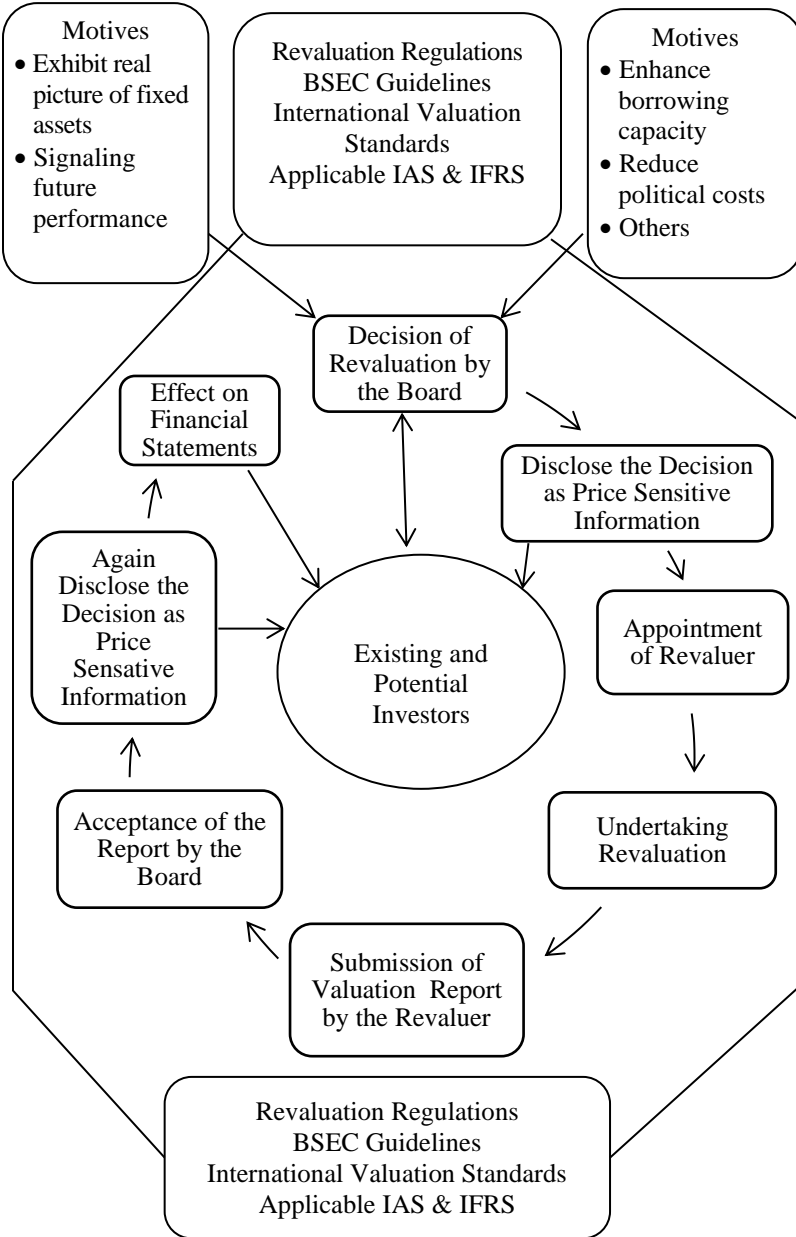 Motives
• Exhibit real
picture of fixed
assets
• Signaling
future
performance
Revaluation Regulations
BSEC Guidelines
International Valuation
Standards
Applicable IAS & IFRS
Motives
• Enhance
borrowing
capacity
• Reduce
political costs
• Others
Decision of
Revaluation by
the Board
Effect on
Financial
Statements
Disclose the Decision
as Price Sensitive
Information
Again
Disclose the
Decision as
Price
Sensative
Information
Existing and
Potential
Investors
Appointment
of Revaluer
Acceptance of the
Report by the
Board
Undertaking
Revaluation
Submission of
Valuation Report
by the Revaluer
Revaluation Regulations
BSEC Guidelines
International Valuation Standards
Applicable IAS & IFRS